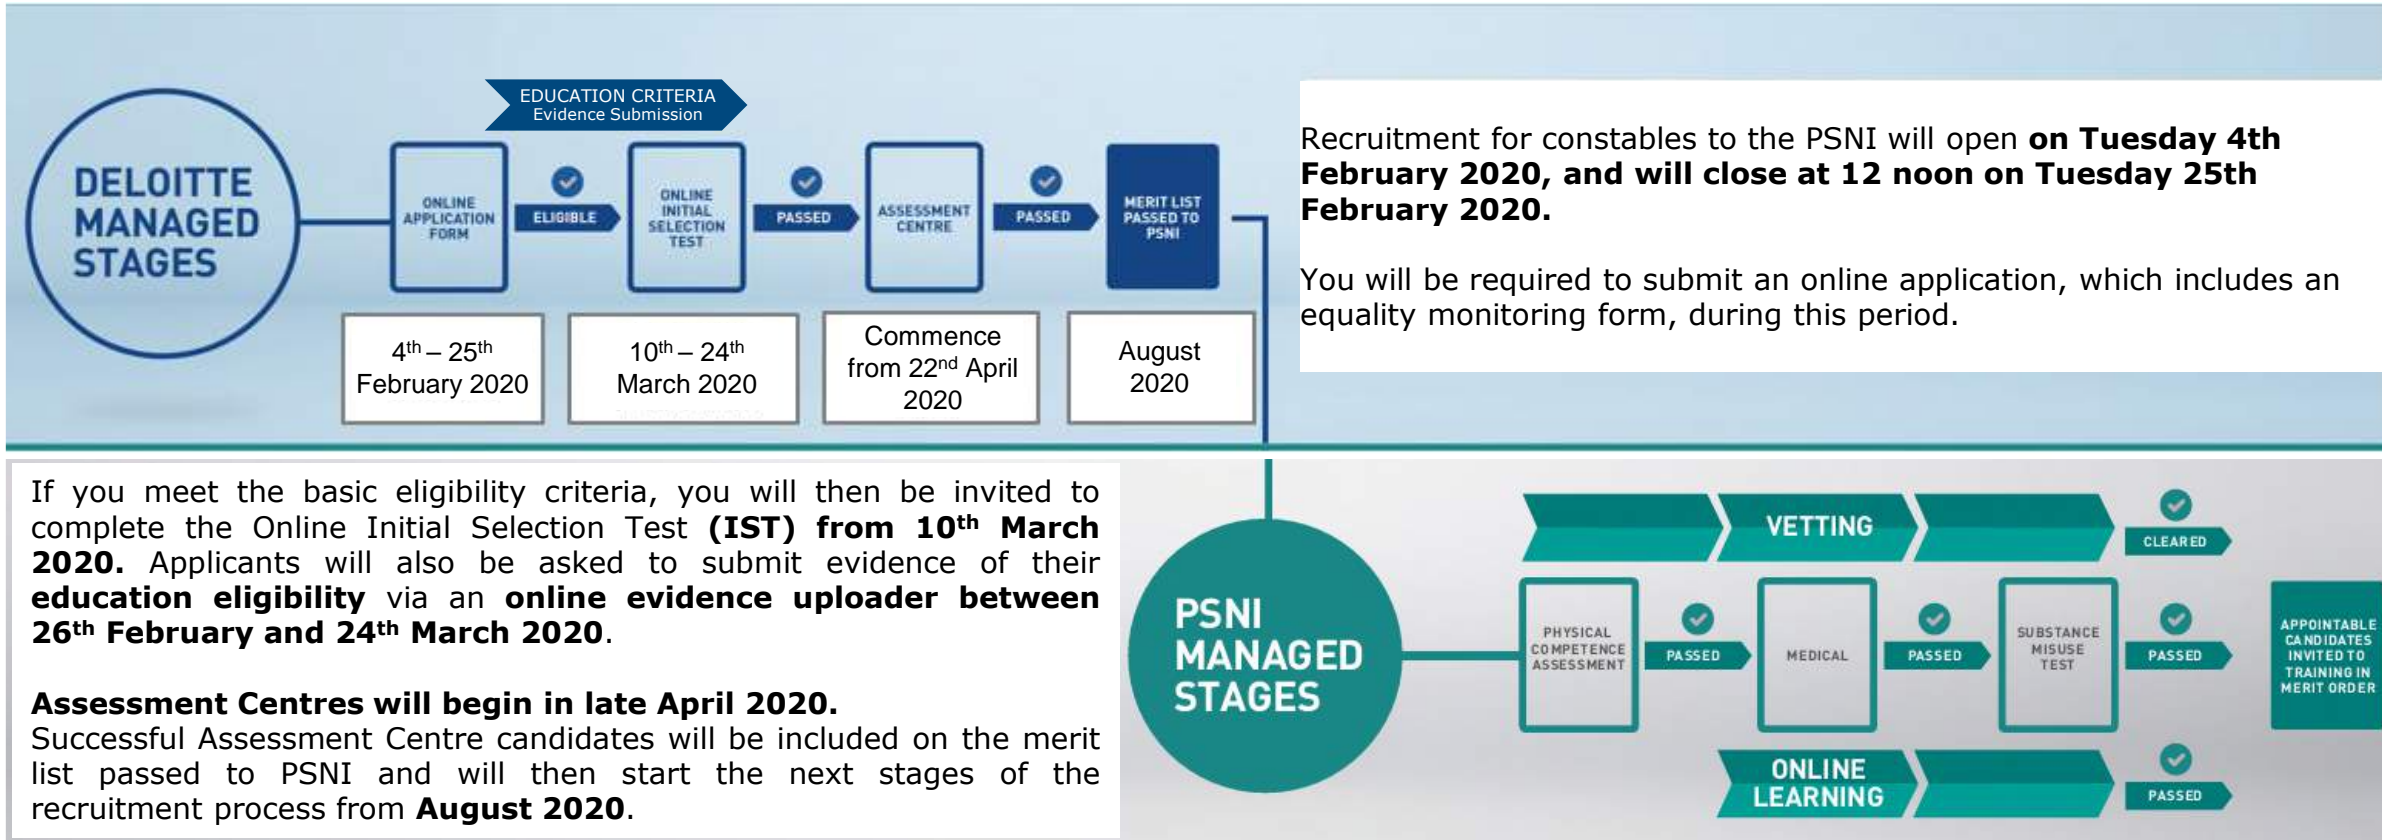 EDUCATION CRITERIA
Evidence Submission
DELOITTE
MANAGED
STAGES
ONLINE
APPLICATION
FORM
ELIGIBLE
ONLINE
INITIAL
SELECTION
TEST
PASSED
ASSESSMENT
CENTRE
PASSED
MERIT LIST
PASSED TO
PSNI
4th – 25th
February 2020
10th – 24th
March 2020
Commence
from 22nd April
2020
August
2020
Recruitment for constables to the PSNI will open on Tuesday 4th
February 2020, and will close at 12 noon on Tuesday 25th
February 2020.
You will be required to submit an online application, which includes an
equality monitoring form, during this period.
If you meet the basic eligibility criteria, you will then be invited to
complete the Online Initial Selection Test (IST) from 10th March
2020. Applicants will also be asked to submit evidence of their
education eligibility via an online evidence uploader between
26th February and 24th March 2020.
Assessment Centres will begin in late April 2020.
Successful Assessment Centre candidates will be included on the merit
list passed to PSNI and will then start the next stages of the
recruitment process from August 2020.
PSNI
MANAGED
STAGES
VETTING
CLEARED
PHYSICAL
COMPETENCE
ASSESSMENT
PASSED
MEDICAL
PASSED
SUBSTANCE
MISUSE
TEST
PASSED
APPOINTABLE
CANDIDATES
INVITED TO
TRAINING IN
MERIT ORDER
ONLINE
LEARNING
PASSED